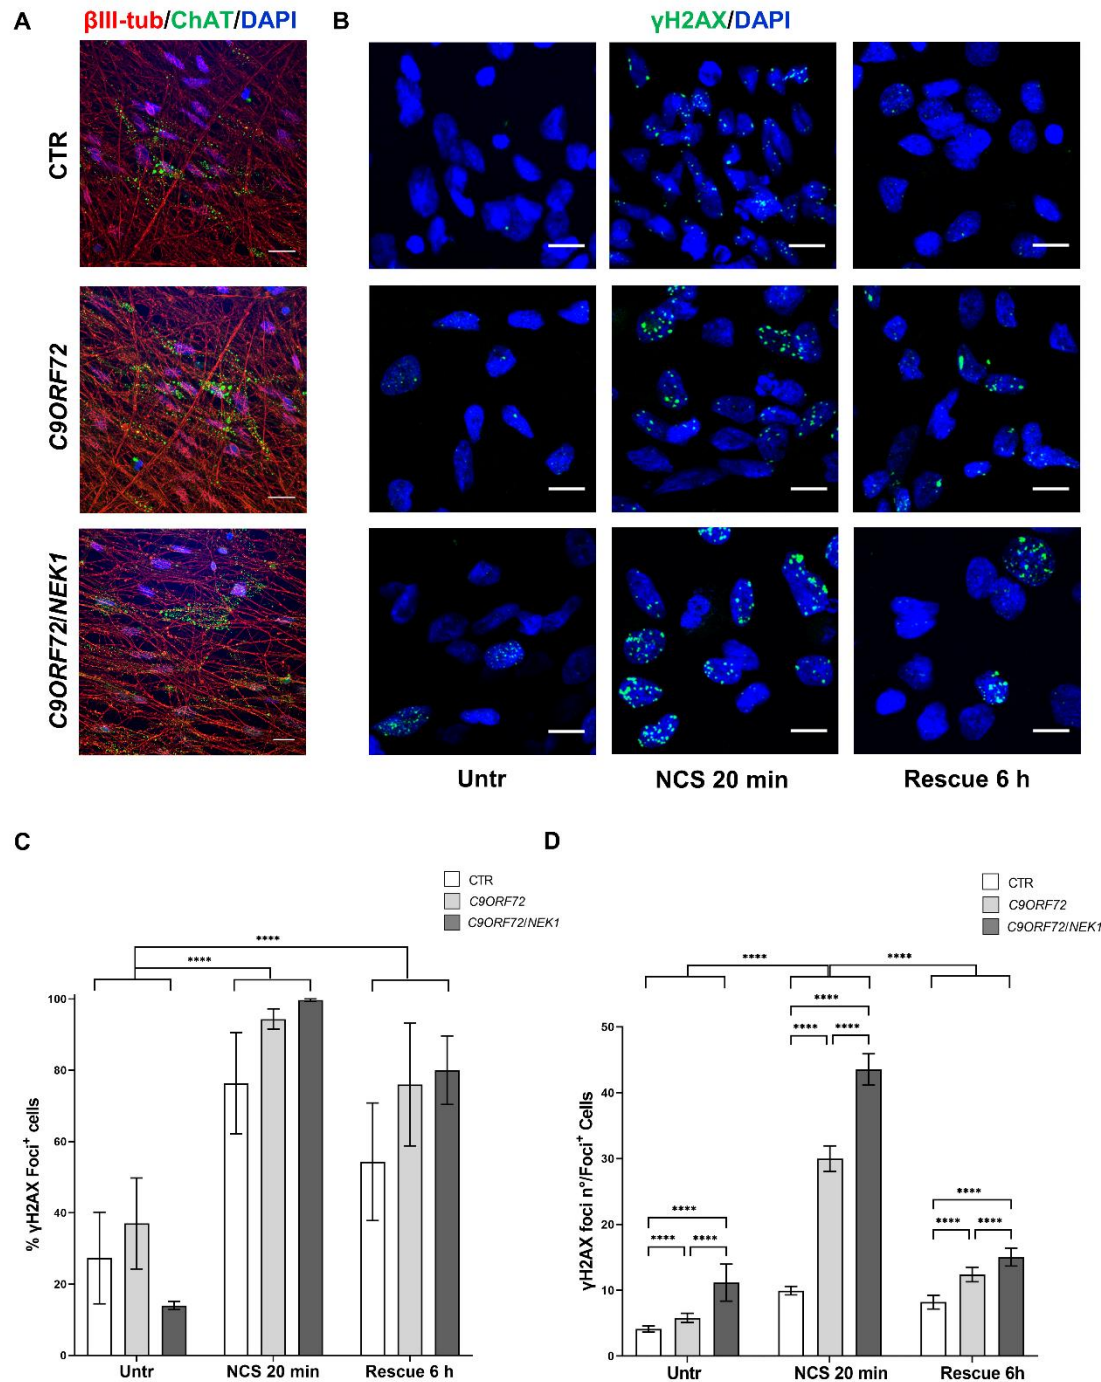 A
βIII-tub/ChAT/DAPI
B
γH2AX/DAPI
CTR
C9ORF72
C9ORF72/NEK1
Untr
NCS 20 min
Rescue 6 h
C
CTR
C9ORF72
C9ORF72/NEK1
****
****
% γH2AX Foci⁺ cells
100
80
60
40
20
0
Untr
NCS 20 min
Rescue 6 h
D
CTR
C9ORF72
C9ORF72/NEK1
****
****
****
****
****
****
****
****
****
****
****
γH2AX foci n°/Foci⁺ Cells
50
40
30
20
10
0
Untr
NCS 20 min
Rescue 6h